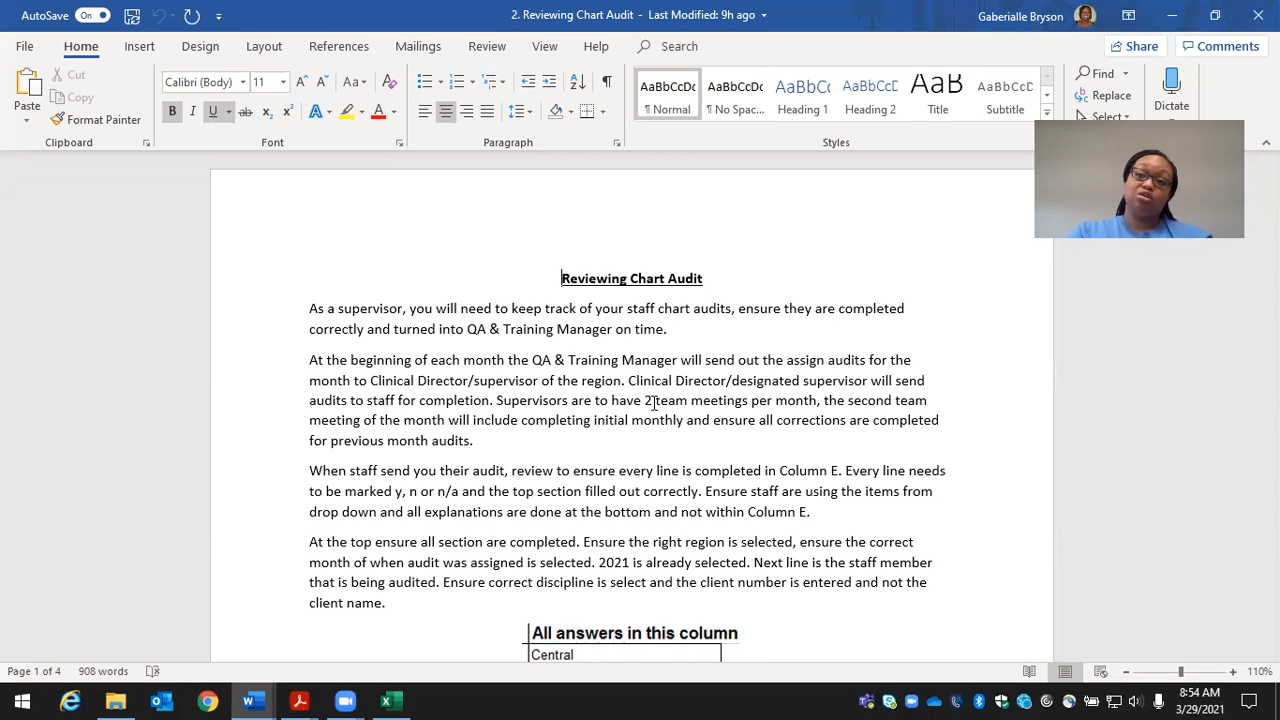 AutoSave On
2. Reviewing Chart Audit - Last Modified: 9h ago
Gaberialle Bryson
File Home Insert Design Layout References Mailings Review View Help Search
Share Comments
Paste
Cut
Copy
Format Painter
Clipboard
Calibri (Body) 11
Font
Paragraph
AaBbCcDc AaBbCcDc AaBbCc AaBbCcC AaB AaBbCcD
¶ Normal ¶ No Spac... Heading 1 Heading 2 Title Subtitle
Styles
Find
Replace
Select
Dictate
Reviewing Chart Audit
As a supervisor, you will need to keep track of your staff chart audits, ensure they are completed
correctly and turned into QA & Training Manager on time.
At the beginning of each month the QA & Training Manager will send out the assign audits for the
month to Clinical Director/supervisor of the region. Clinical Director/designated supervisor will send
audits to staff for completion. Supervisors are to have 2 team meetings per month, the second team
meeting of the month will include completing initial monthly and ensure all corrections are completed
for previous month audits.
When staff send you their audit, review to ensure every line is completed in Column E. Every line needs
to be marked y, n or n/a and the top section filled out correctly. Ensure staff are using the items from
drop down and all explanations are done at the bottom and not within Column E.
At the top ensure all section are completed. Ensure the right region is selected, ensure the correct
month of when audit was assigned is selected. 2021 is already selected. Next line is the staff member
that is being audited. Ensure correct discipline is select and the client number is entered and not the
client name.
All answers in this column
Central
Page 1 of 4 908 words
110%
8:54 AM
3/29/2021